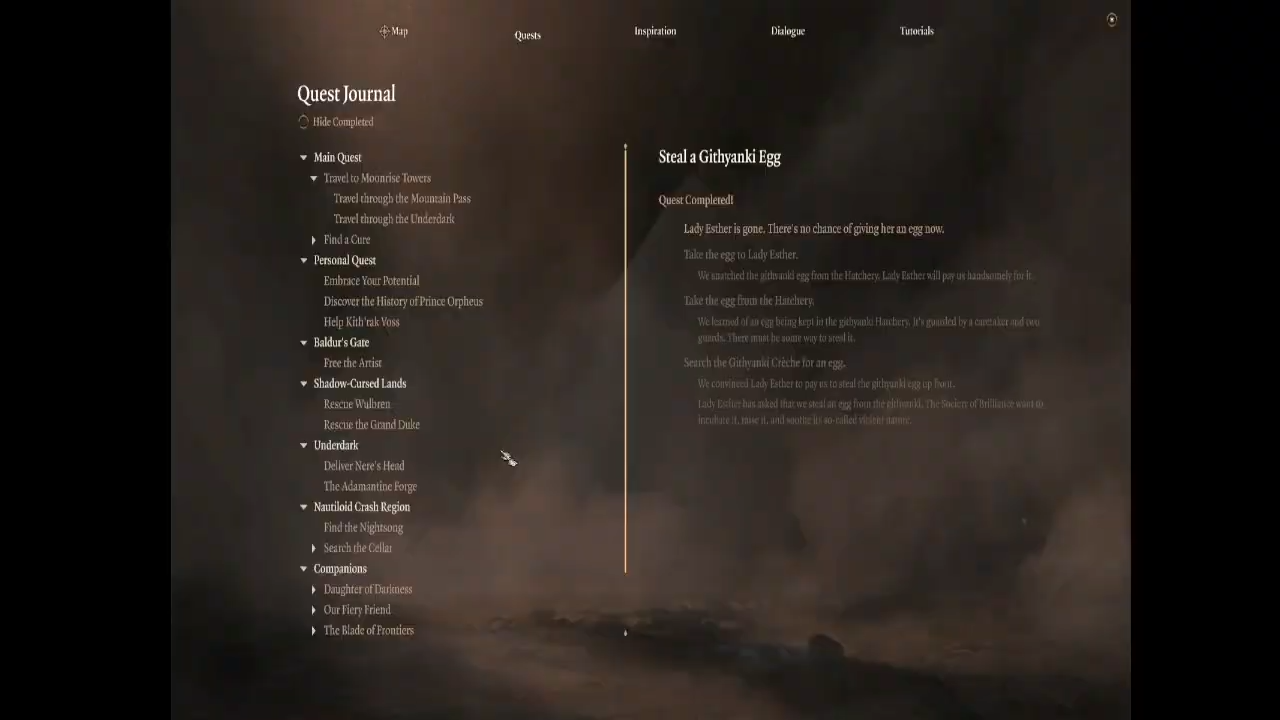 Map
Quests
Inspiration
Dialogue
Tutorials
Quest Journal
Hide Completed
Main Quest
Travel to Moonrise Towers
Travel through the Mountain Pass
Travel through the Underdark
Find a Cure
Personal Quest
Embrace Your Potential
Discover the History of Prince Orpheus
Help Kith'rak Voss
Baldur's Gate
Free the Artist
Shadow-Cursed Lands
Rescue Wulbren
Rescue the Grand Duke
Underdark
Deliver Nere's Head
The Adamantine Forge
Nautiloid Crash Region
Find the Nightsong
Search the Cellar
Companions
Daughter of Darkness
Our Fiery Friend
The Blade of Frontiers
Steal a Githyanki Egg
Quest Completed!
Lady Esther is gone. There's no chance of giving her an egg now.
Take the egg to Lady Esther.
We snatched the githyanki egg from the Hatchery. Lady Esther will pay us handsomely for it.
Take the egg from the Hatchery.
We learned of an egg being kept in the githyanki Hatchery. It's guarded by a caretaker and two
guards. There must be some way to steal it.
Search the Githyanki Crèche for an egg.
We convinced Lady Esther to pay us to steal the githyanki egg up front.
Lady Esther has asked that we steal an egg from the githyanki. The Society of Brilliance want to
incubate it, raise it, and soothe its so-called violent nature.